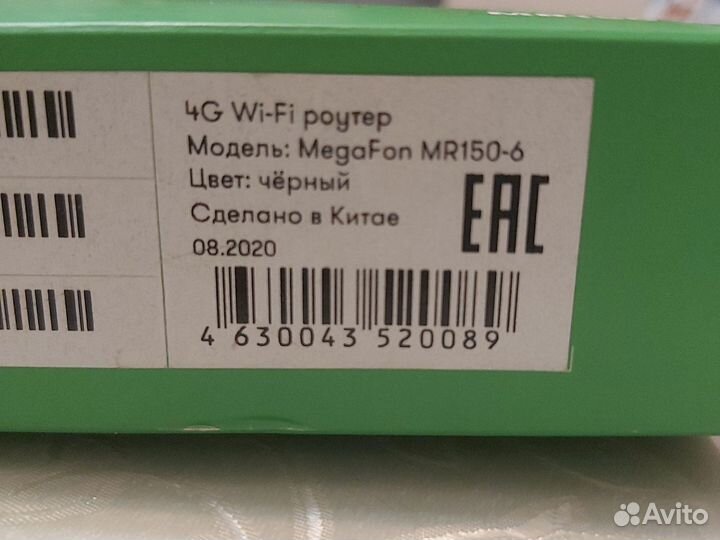 4G Wi-Fi роутер
Модель: MegaFon MR150-6
Цвет: чёрный
Сделано в Китае
08.2020
EAC
4 630043 520089
Avito